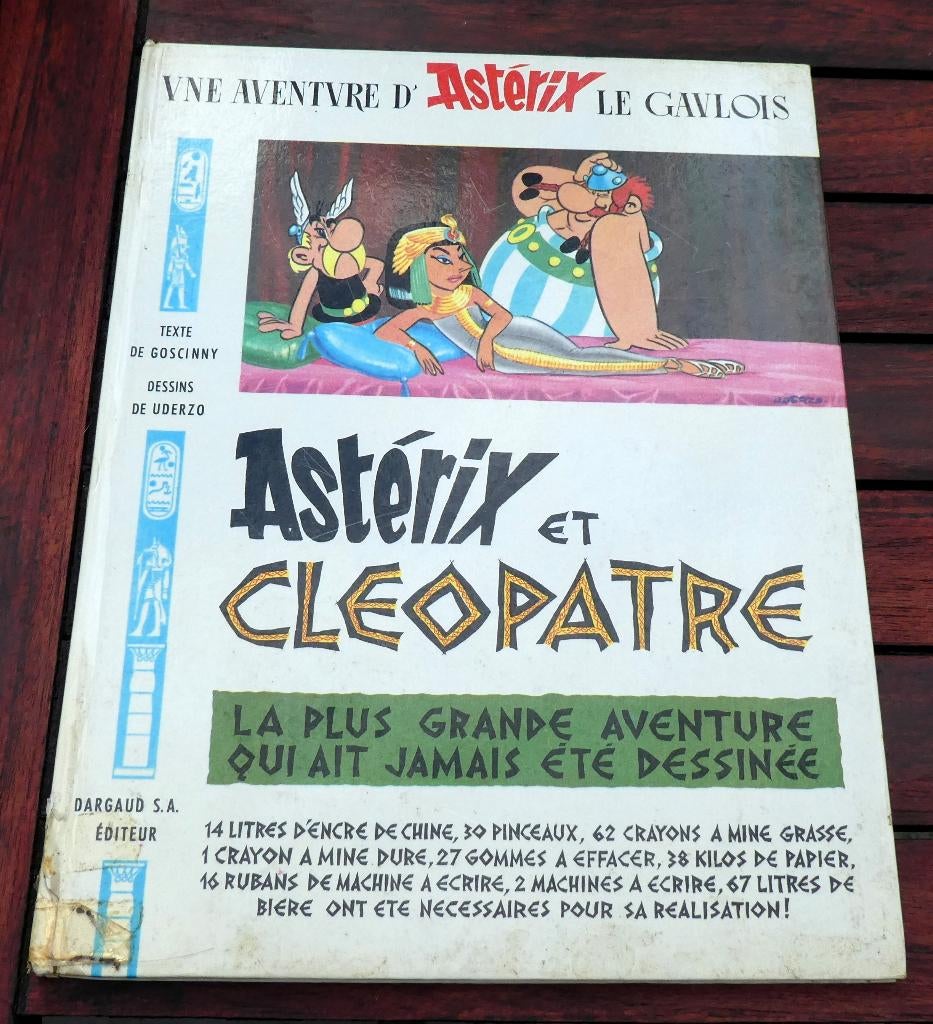 VNE AVENTVRE D' Astérix LE GAVLOIS
TEXTE
DE GOSCINNY
DESSINS
DE UDERZO
UDERZO
Astérix ET
CLEOPATRE
LA PLUS GRANDE AVENTURE
QUI AIT JAMAIS ÉTÉ DESSINÉE
DARGAUD S.A.
ÉDITEUR
14 LITRES D'ENCRE DE CHINE, 30 PINCEAUX, 62 CRAYONS A MINE GRASSE,
1 CRAYON A MINE DURE, 27 GOMMES A EFFACER, 38 KILOS DE PAPIER,
16 RUBANS DE MACHINE A ECRIRE, 2 MACHINES A ECRIRE, 67 LITRES DE
BIERE ONT ETE NECESSAIRES POUR SA REALISATION!